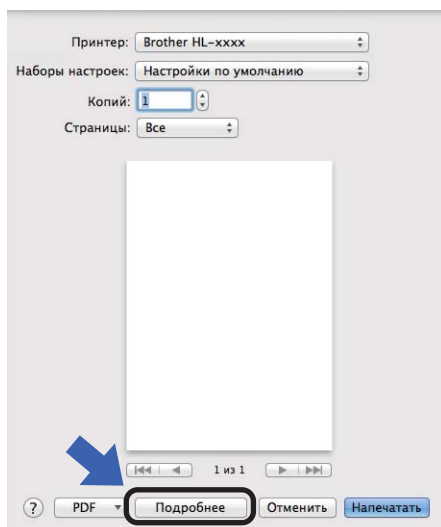 Принтер: Brother HL-xxxx
Наборы настроек: Настройки по умолчанию
Копий: 1
Страницы: Все
1 из 1
? PDF Подробнее Отменить Напечатать